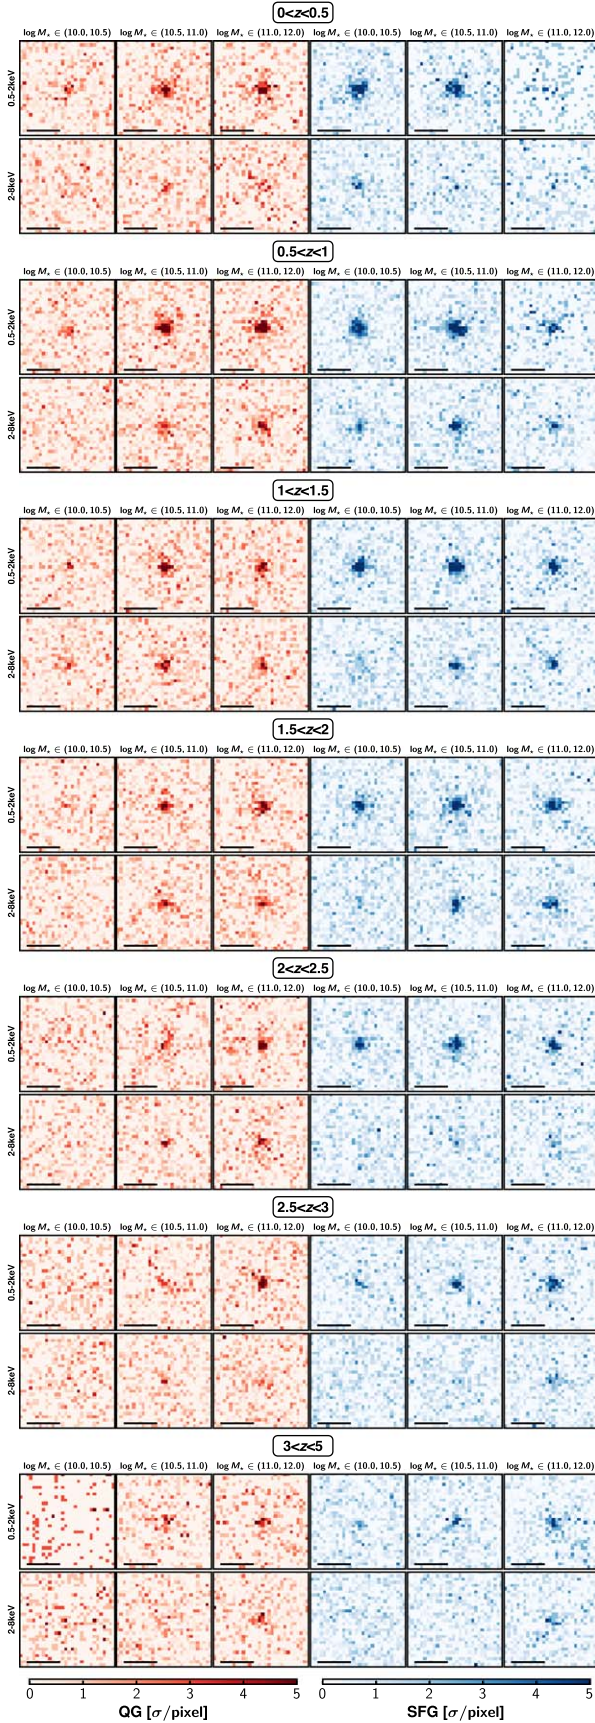 0<z<0.5
log M⋆ ∈ (10.0, 10.5) log M⋆ ∈ (10.5, 11.0) log M⋆ ∈ (11.0, 12.0) log M⋆ ∈ (10.0, 10.5) log M⋆ ∈ (10.5, 11.0) log M⋆ ∈ (11.0, 12.0)
0.5-2keV
2-8keV
0.5<z<1
log M⋆ ∈ (10.0, 10.5) log M⋆ ∈ (10.5, 11.0) log M⋆ ∈ (11.0, 12.0) log M⋆ ∈ (10.0, 10.5) log M⋆ ∈ (10.5, 11.0) log M⋆ ∈ (11.0, 12.0)
0.5-2keV
2-8keV
1<z<1.5
log M⋆ ∈ (10.0, 10.5) log M⋆ ∈ (10.5, 11.0) log M⋆ ∈ (11.0, 12.0) log M⋆ ∈ (10.0, 10.5) log M⋆ ∈ (10.5, 11.0) log M⋆ ∈ (11.0, 12.0)
0.5-2keV
2-8keV
1.5<z<2
log M⋆ ∈ (10.0, 10.5) log M⋆ ∈ (10.5, 11.0) log M⋆ ∈ (11.0, 12.0) log M⋆ ∈ (10.0, 10.5) log M⋆ ∈ (10.5, 11.0) log M⋆ ∈ (11.0, 12.0)
0.5-2keV
2-8keV
2<z<2.5
log M⋆ ∈ (10.0, 10.5) log M⋆ ∈ (10.5, 11.0) log M⋆ ∈ (11.0, 12.0) log M⋆ ∈ (10.0, 10.5) log M⋆ ∈ (10.5, 11.0) log M⋆ ∈ (11.0, 12.0)
0.5-2keV
2-8keV
2.5<z<3
log M⋆ ∈ (10.0, 10.5) log M⋆ ∈ (10.5, 11.0) log M⋆ ∈ (11.0, 12.0) log M⋆ ∈ (10.0, 10.5) log M⋆ ∈ (10.5, 11.0) log M⋆ ∈ (11.0, 12.0)
0.5-2keV
2-8keV
3<z<5
log M⋆ ∈ (10.0, 10.5) log M⋆ ∈ (10.5, 11.0) log M⋆ ∈ (11.0, 12.0) log M⋆ ∈ (10.0, 10.5) log M⋆ ∈ (10.5, 11.0) log M⋆ ∈ (11.0, 12.0)
0.5-2keV
2-8keV
0 1 2 3 4 5 0 1 2 3 4 5
QG [σ/pixel] SFG [σ/pixel]